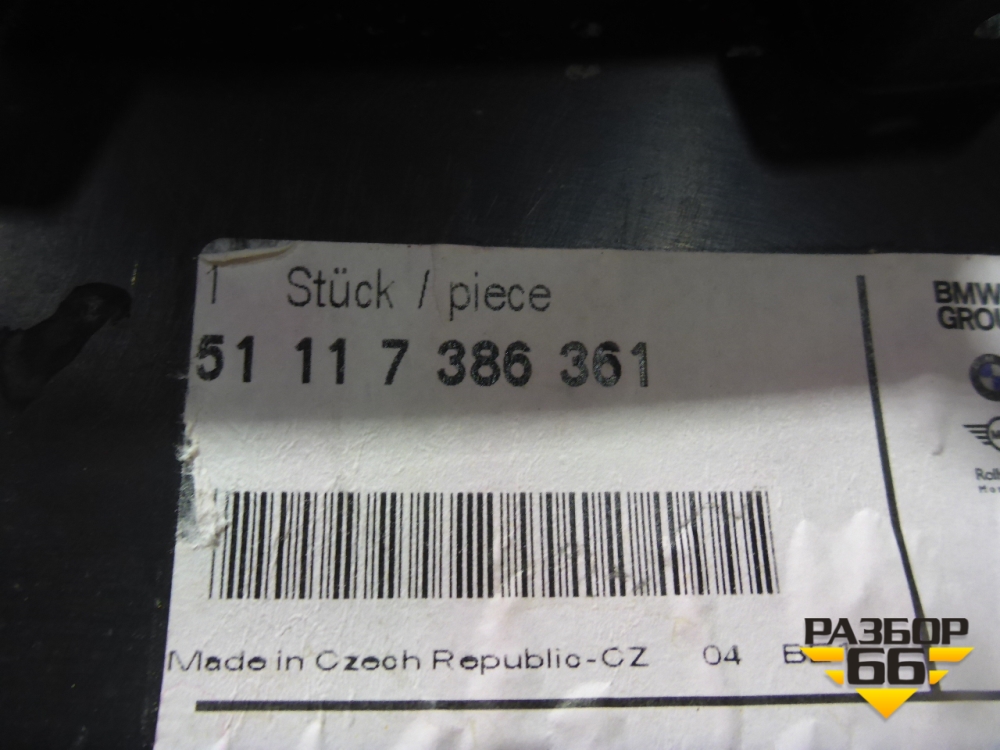 1 Stück / piece
51 11 7 386 361
BMW
GROU
Made in Czech Republic-CZ 04
РАЗБОР
66